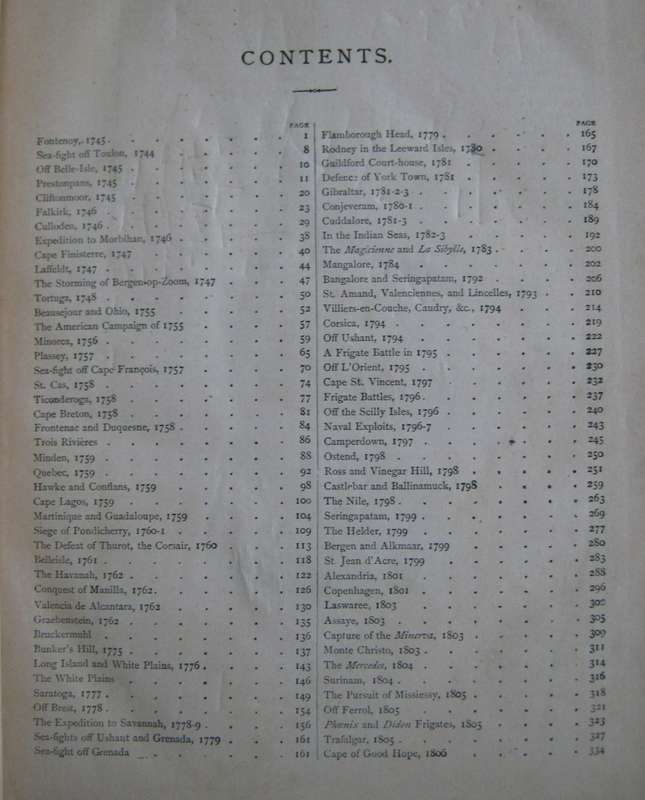 CONTENTS.
PAGE
Fontenoy, 1745 1
Sea-fight off Toulon, 1744 8
Off Belle-Isle, 1745 10
Prestonpans, 1745 11
Cliftonmoor, 1745 20
Falkirk, 1746 23
Culloden, 1746 29
Expedition to Morbihan, 1746 38
Cape Finisterre, 1747 40
Laffeldt, 1747 44
The Storming of Bergen-op-Zoom, 1747 47
Tortuga, 1748 50
Beausejour and Ohio, 1755 52
The American Campaign of 1755 57
Minorca, 1756 59
Plassey, 1757 65
Sea-fight off Cape François, 1757 70
St. Cas, 1758 74
Ticonderoga, 1758 77
Cape Breton, 1758 81
Frontenac and Duquesne, 1758 84
Trois Rivières 86
Minden, 1759 88
Quebec, 1759 92
Hawke and Conflans, 1759 98
Cape Lagos, 1759 100
Martinique and Guadaloupe, 1759 104
Siege of Pondicherry, 1760-1 109
The Defeat of Thurot, the Corsair, 1760 113
Belleisle, 1761 118
The Havanah, 1762 122
Conquest of Manilla, 1762. 126
Valencia de Alcantara, 1762 130
Graebenstein, 1762 135
Bruckermuhl 136
Bunker's Hill, 1775 137
Long Island and White Plains, 1776 143
The White Plains 146
Saratoga, 1777 149
Off Brest, 1778 154
The Expedition to Savannah, 1778-9 156
Sea-fights off Ushant and Grenada, 1779 161
Sea-fight off Grenada 161
PAGE
Flamborough Head, 1779 165
Rodney in the Leeward Isles, 1780 167
Guildford Court-house, 1781 170
Defence of York Town, 1781 173
Gibraltar, 1781-2-3 178
Conjeveram, 1780-1 184
Cuddalore, 1781-3 189
In the Indian Seas, 1782-3 192
The Magicienne and La Sibylle, 1783 200
Mangalore, 1784 202
Bangalore and Seringapatam, 1792 206
St. Amand, Valenciennes, and Lincelles, 1793 210
Villiers-en-Couche, Caudry, &c., 1794 214
Corsica, 1794 219
Off Ushant, 1794 222
A Frigate Battle in 1795 227
Off L'Orient, 1795 230
Cape St. Vincent, 1797 232
Frigate Battles, 1796 237
Off the Scilly Isles, 1796 240
Naval Exploits, 1796-7 243
Camperdown, 1797 245
Ostend, 1798 250
Ross and Vinegar Hill, 1798 251
Castlebar and Ballinamuck, 1798 259
The Nile, 1798 263
Seringapatam, 1799 269
The Helder, 1799 277
Bergen and Alkmaar, 1799 280
St Jean d'Acre, 1799 283
Alexandria, 1801 288
Copenhagen, 1801 296
Laswaree, 1803 302
Assaye, 1803 305
Capture of the Minerva, 1803 309
Monte Christo, 1803 311
The Mercedes, 1804 314
Surinam, 1804 316
The Pursuit of Missiessy, 1805 318
Off Ferrol, 1805 321
Phœnix and Didon Frigates, 1805 323
Trafalgar, 1805 327
Cape of Good Hope, 1806 334